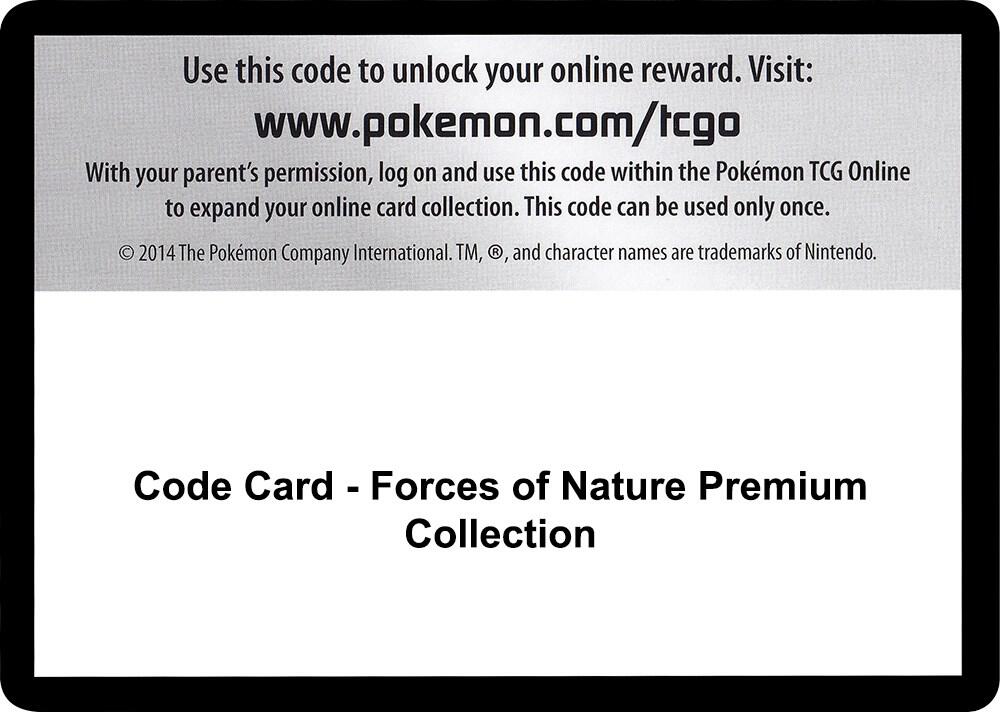 Use this code to unlock your online reward. Visit:
www.pokemon.com/tcgo
With your parent's permission, log on and use this code within the Pokémon TCG Online
to expand your online card collection. This code can be used only once.
© 2014 The Pokémon Company International. TM, ®, and character names are trademarks of Nintendo.
Code Card - Forces of Nature Premium
Collection